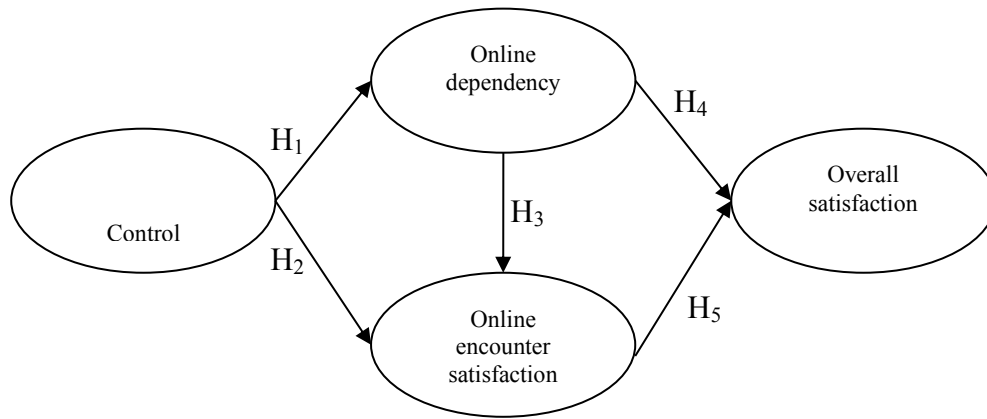 Online
dependency
H₄
H₁
Overall
satisfaction
H₃
Control
H₂
Online
encounter
satisfaction
H₅